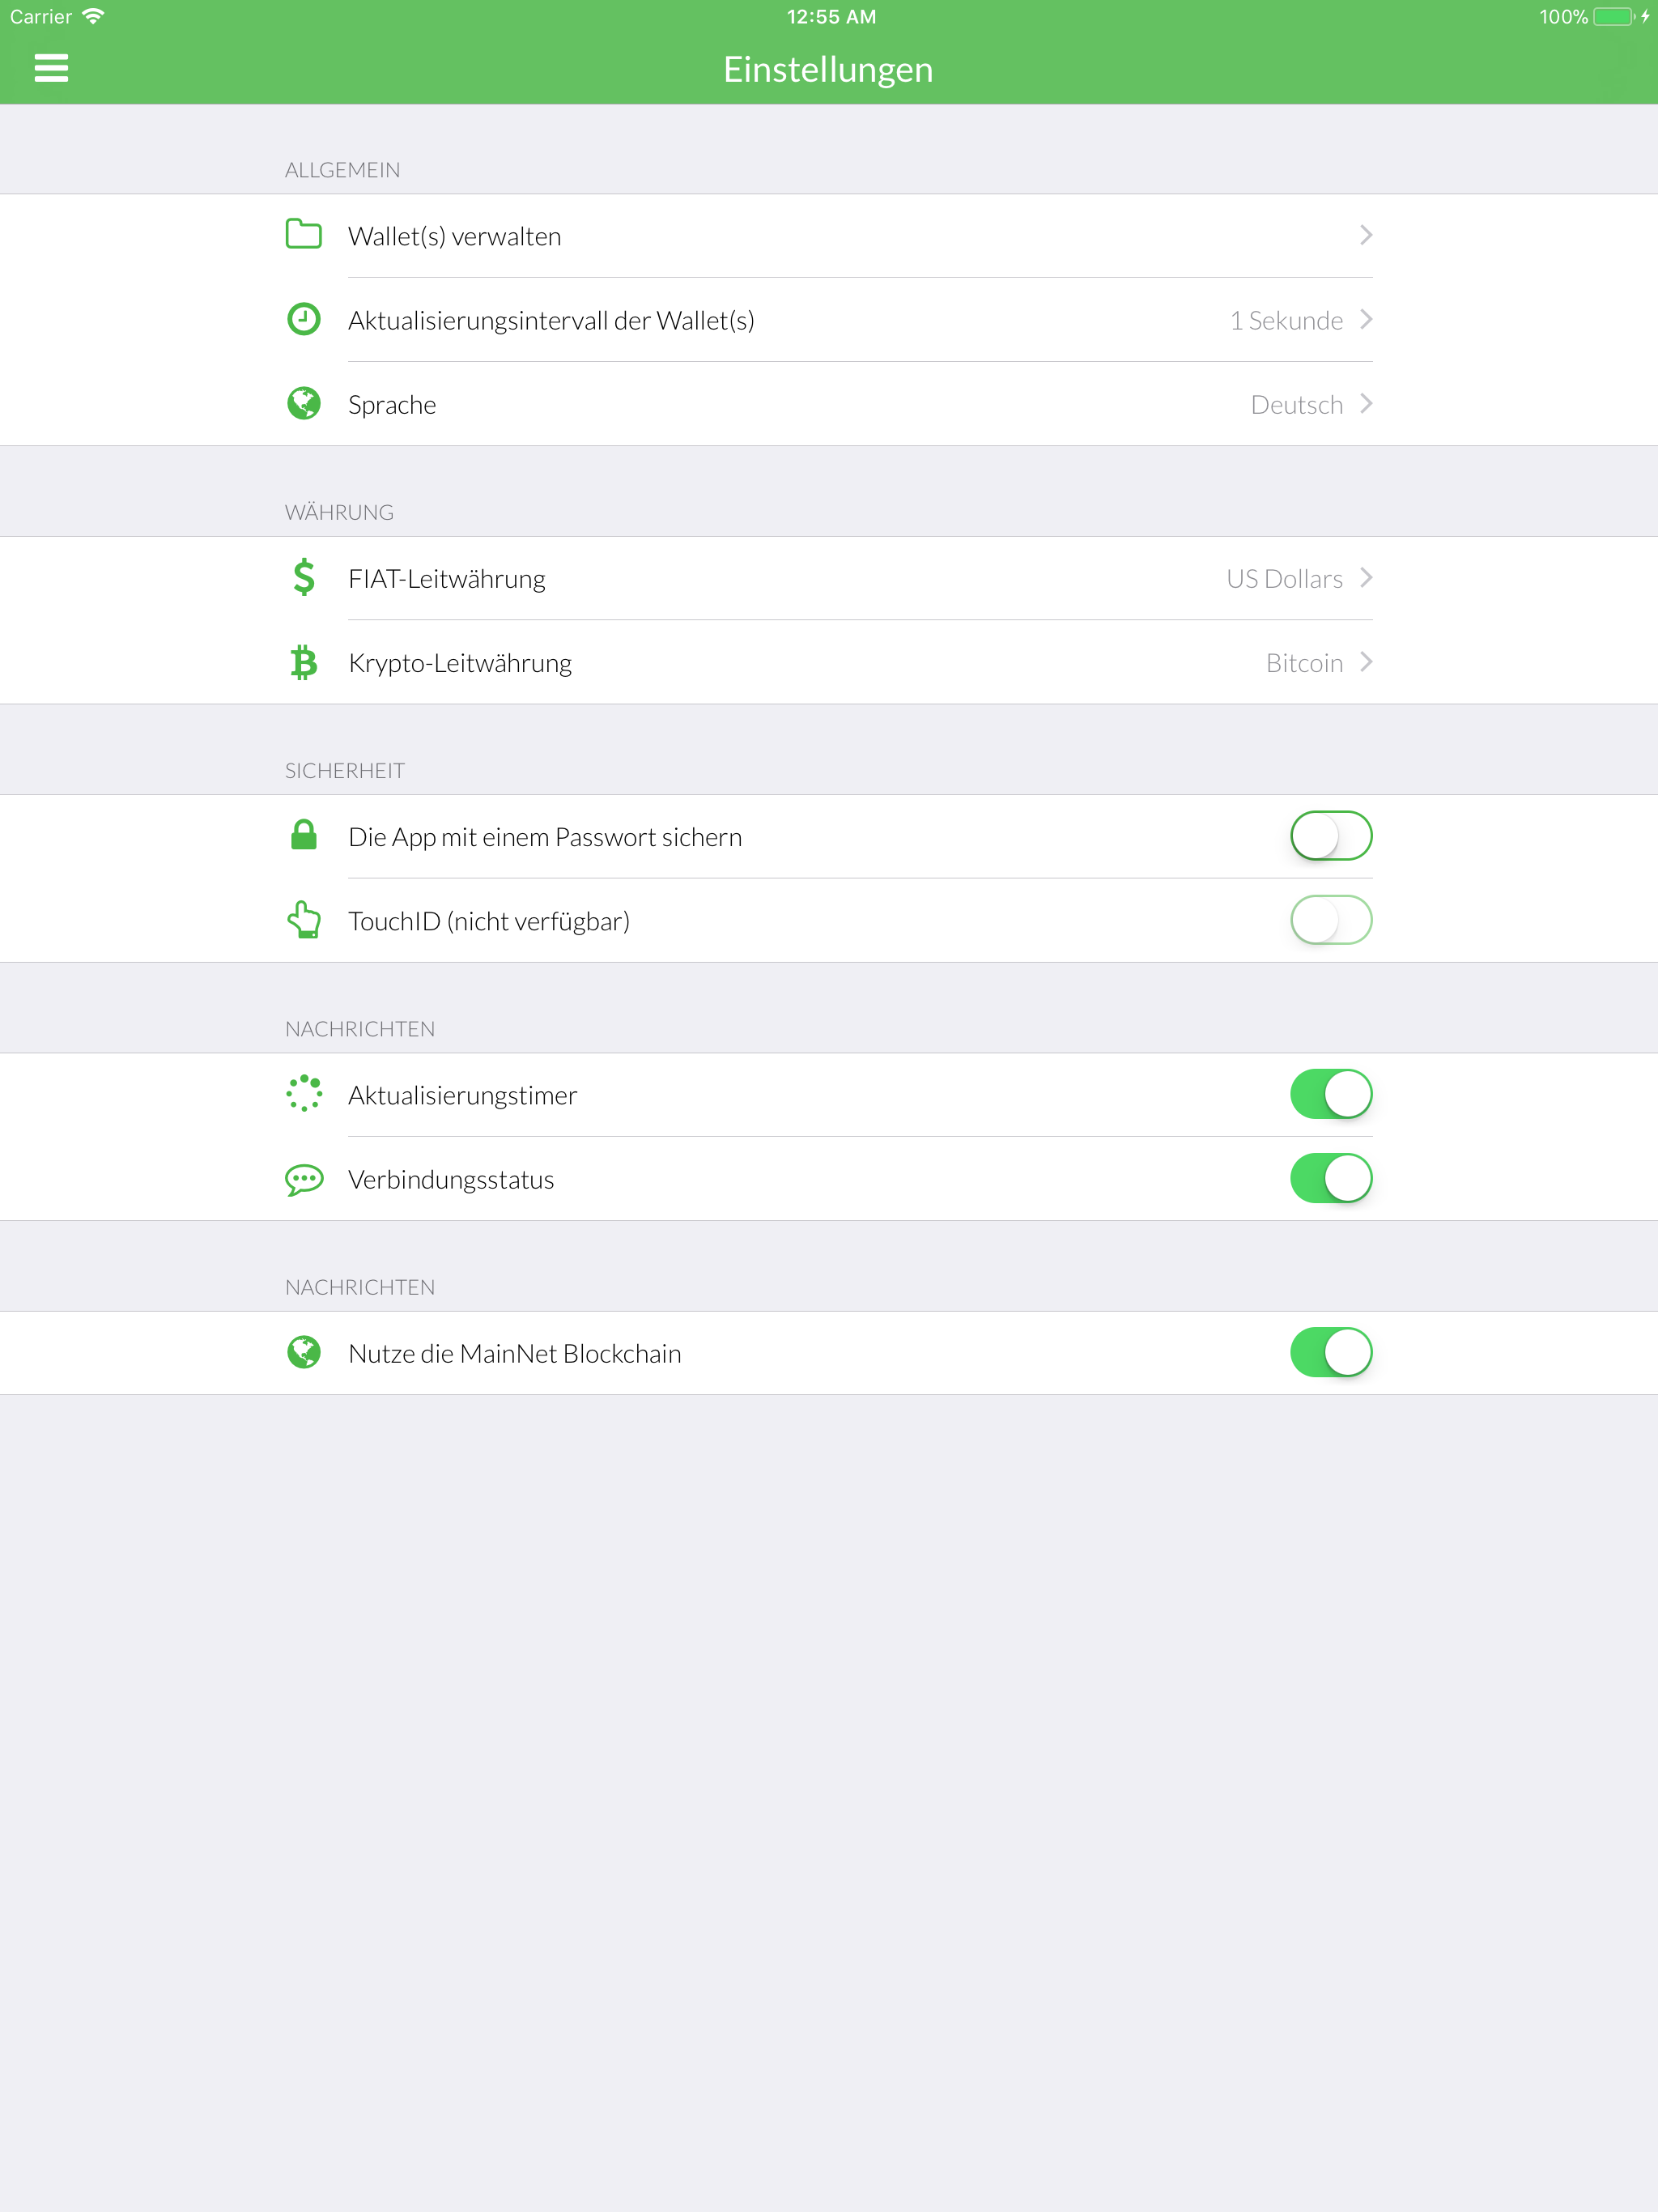 Carrier 12:55 AM 100%
Einstellungen
ALLGEMEIN
Wallet(s) verwalten
Aktualisierungsintervall der Wallet(s) 1 Sekunde
Sprache Deutsch
WÄHRUNG
FIAT-Leitwährung US Dollars
Krypto-Leitwährung Bitcoin
SICHERHEIT
Die App mit einem Passwort sichern
TouchID (nicht verfügbar)
NACHRICHTEN
Aktualisierungstimer
Verbindungsstatus
NACHRICHTEN
Nutze die MainNet Blockchain